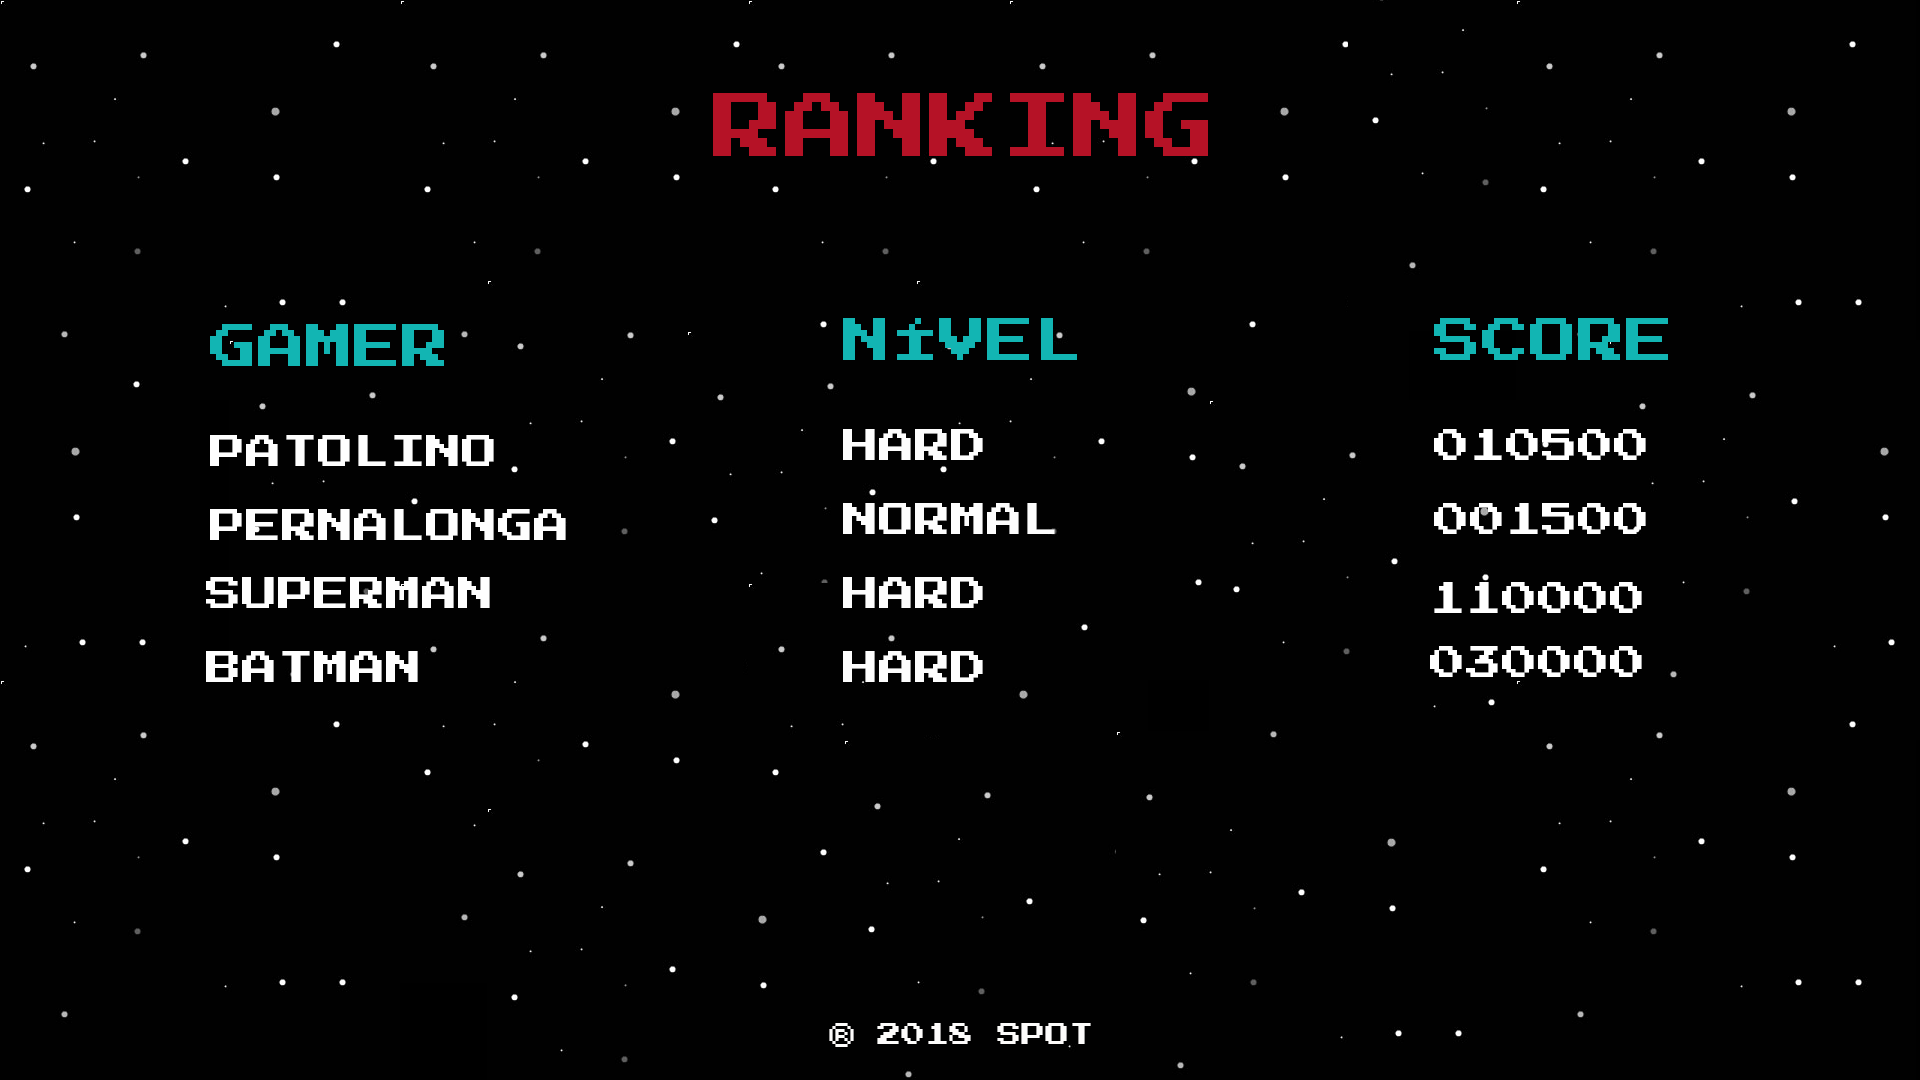 RANKING
GAMER NíVEL SCORE
PATOLINO HARD 010500
PERNALONGA NORMAL 001500
SUPERMAN HARD 110000
BATMAN HARD 030000
® 2018 SPOT